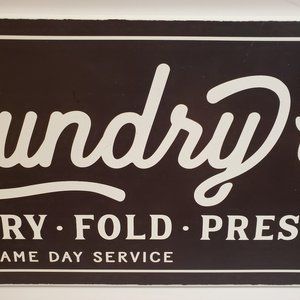 undry
RY · FOLD · PRES
AME DAY SERVICE